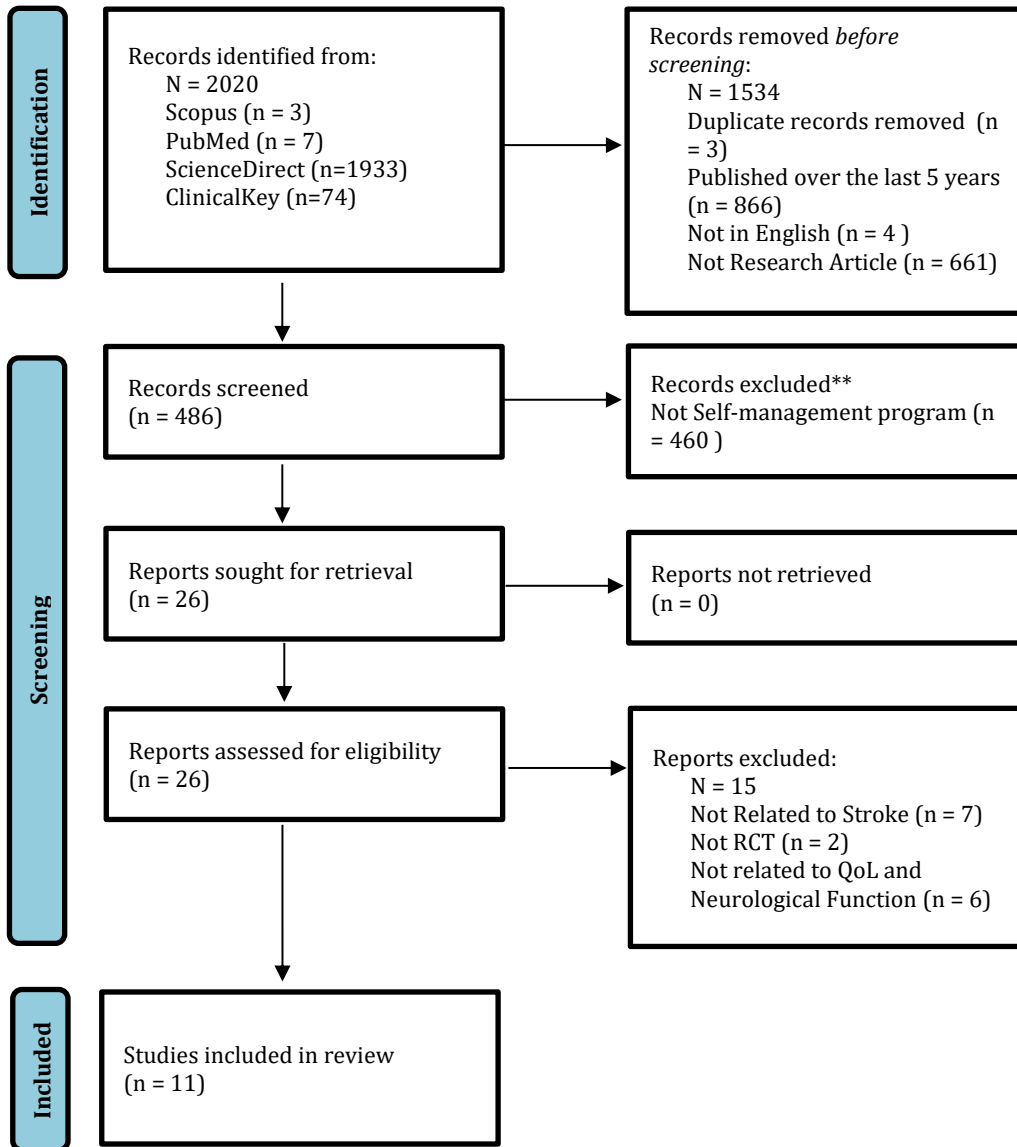 Identification
Records identified from:
N = 2020
Scopus (n = 3)
PubMed (n = 7)
ScienceDirect (n=1933)
ClinicalKey (n=74)
Records removed before
screening:
N = 1534
Duplicate records removed (n
= 3)
Published over the last 5 years
(n = 866)
Not in English (n = 4 )
Not Research Article (n = 661)
Screening
Records screened
(n = 486)
Records excluded**
Not Self-management program (n
= 460 )
Reports sought for retrieval
(n = 26)
Reports not retrieved
(n = 0)
Reports assessed for eligibility
(n = 26)
Reports excluded:
N = 15
Not Related to Stroke (n = 7)
Not RCT (n = 2)
Not related to QoL and
Neurological Function (n = 6)
Included
Studies included in review
(n = 11)